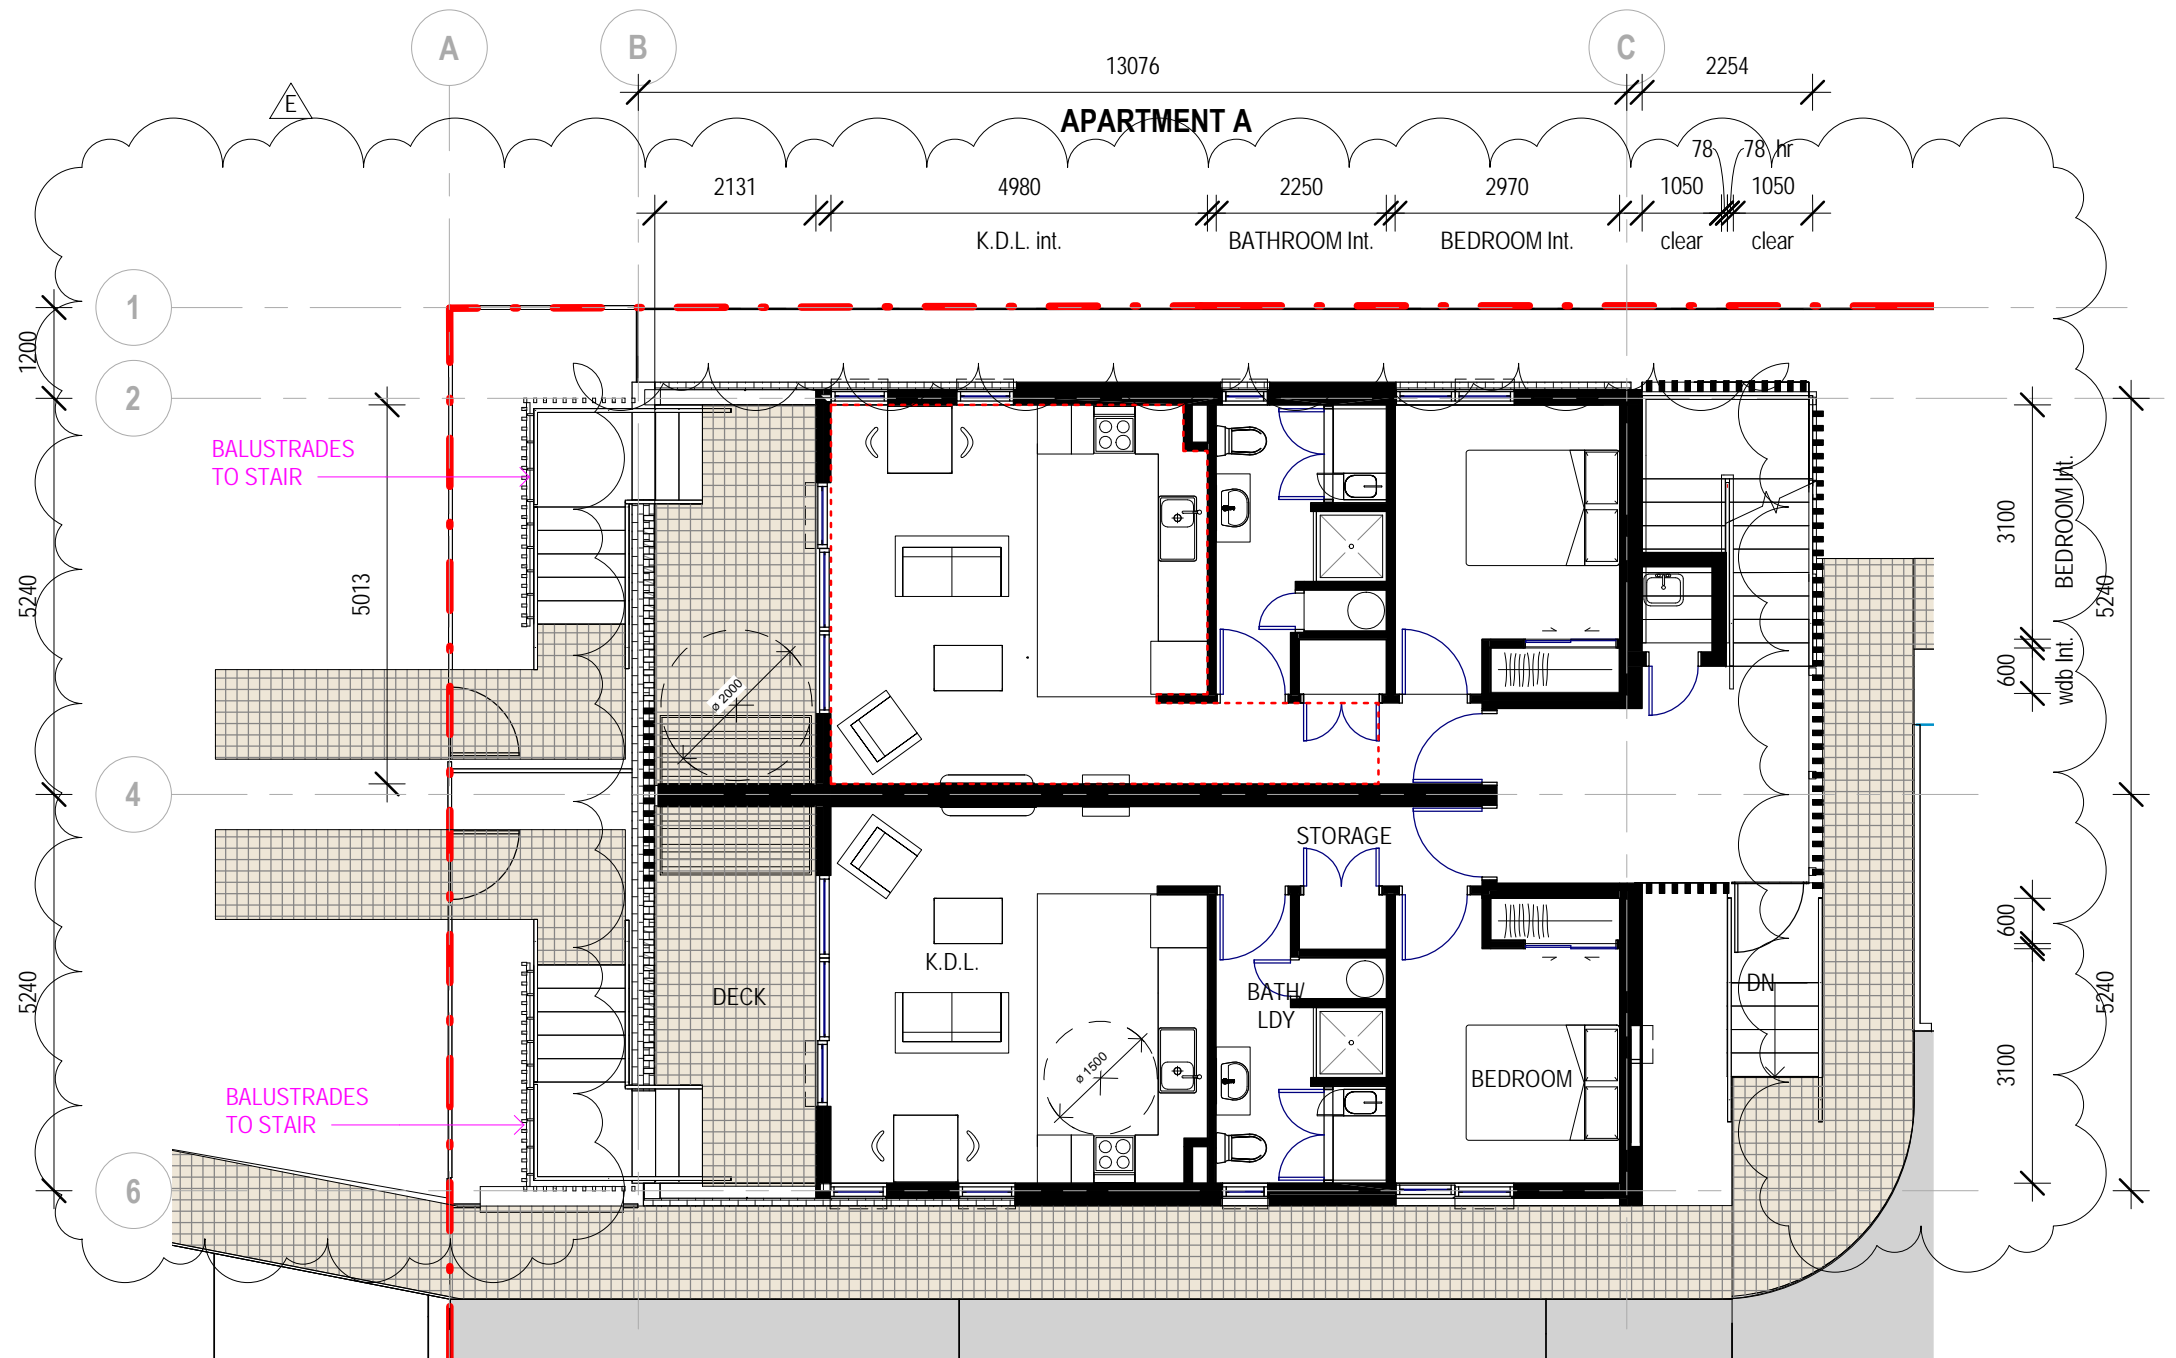 A
B
C
13076
2254
E
APARTMENT A
78
78 hr
2131
4980
2250
2970
1050
1050
K.D.L. int.
BATHROOM Int.
BEDROOM Int.
clear
clear
1
1200
2
BALUSTRADES
TO STAIR
3100
BEDROOM Int.
5240
5013
5240
600
wdb Int.
ø 2000
4
STORAGE
600
K.D.L.
5240
DECK
BATH/
LDY
DN
5240
ø 1500
3100
BEDROOM
BALUSTRADES
TO STAIR
6